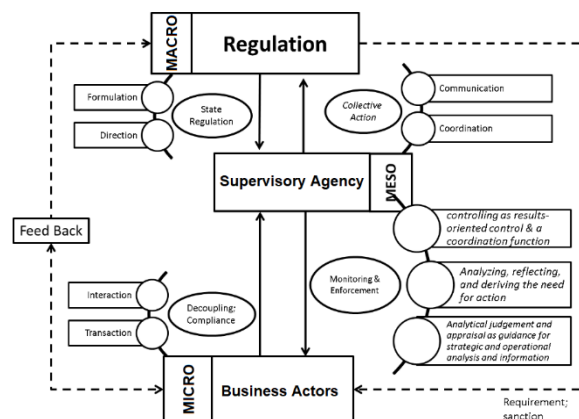 MACRO
Regulation
Formulation
Direction
State
Regulation
Collective
Action
Communication
Coordination
Supervisory Agency
MESO
Feed Back
controlling as results-
oriented control & a
coordination function
Analyzing, reflecting,
and deriving the need
for action
Analytical judgement and
appraisal as guidance for
strategic and operational
analysis and information
Monitoring &
Enforcement
Interaction
Transaction
Decoupling;
Compliance
MICRO
Business Actors
Requirement;
sanction